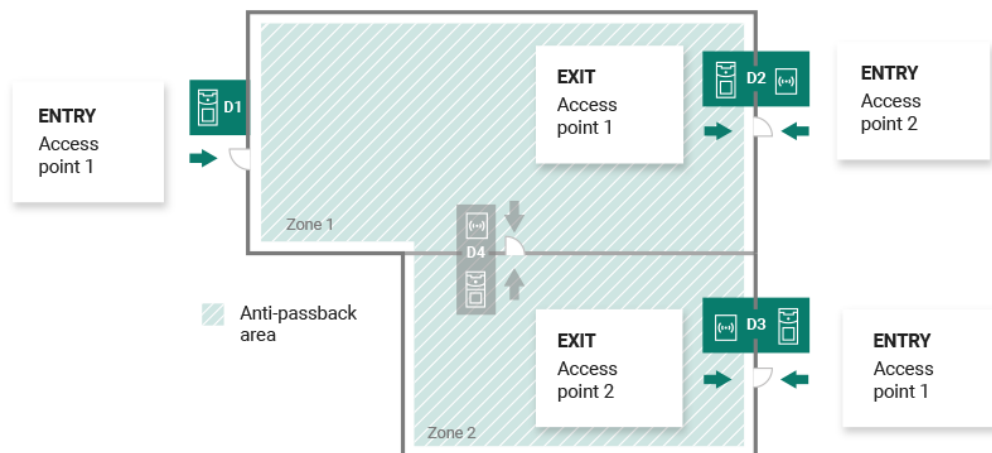 ENTRY
Access
point 1
D1
EXIT
Access
point 1
D2
ENTRY
Access
point 2
Zone 1
D4
Anti-passback
area
EXIT
Access
point 2
D3
ENTRY
Access
point 1
Zone 2